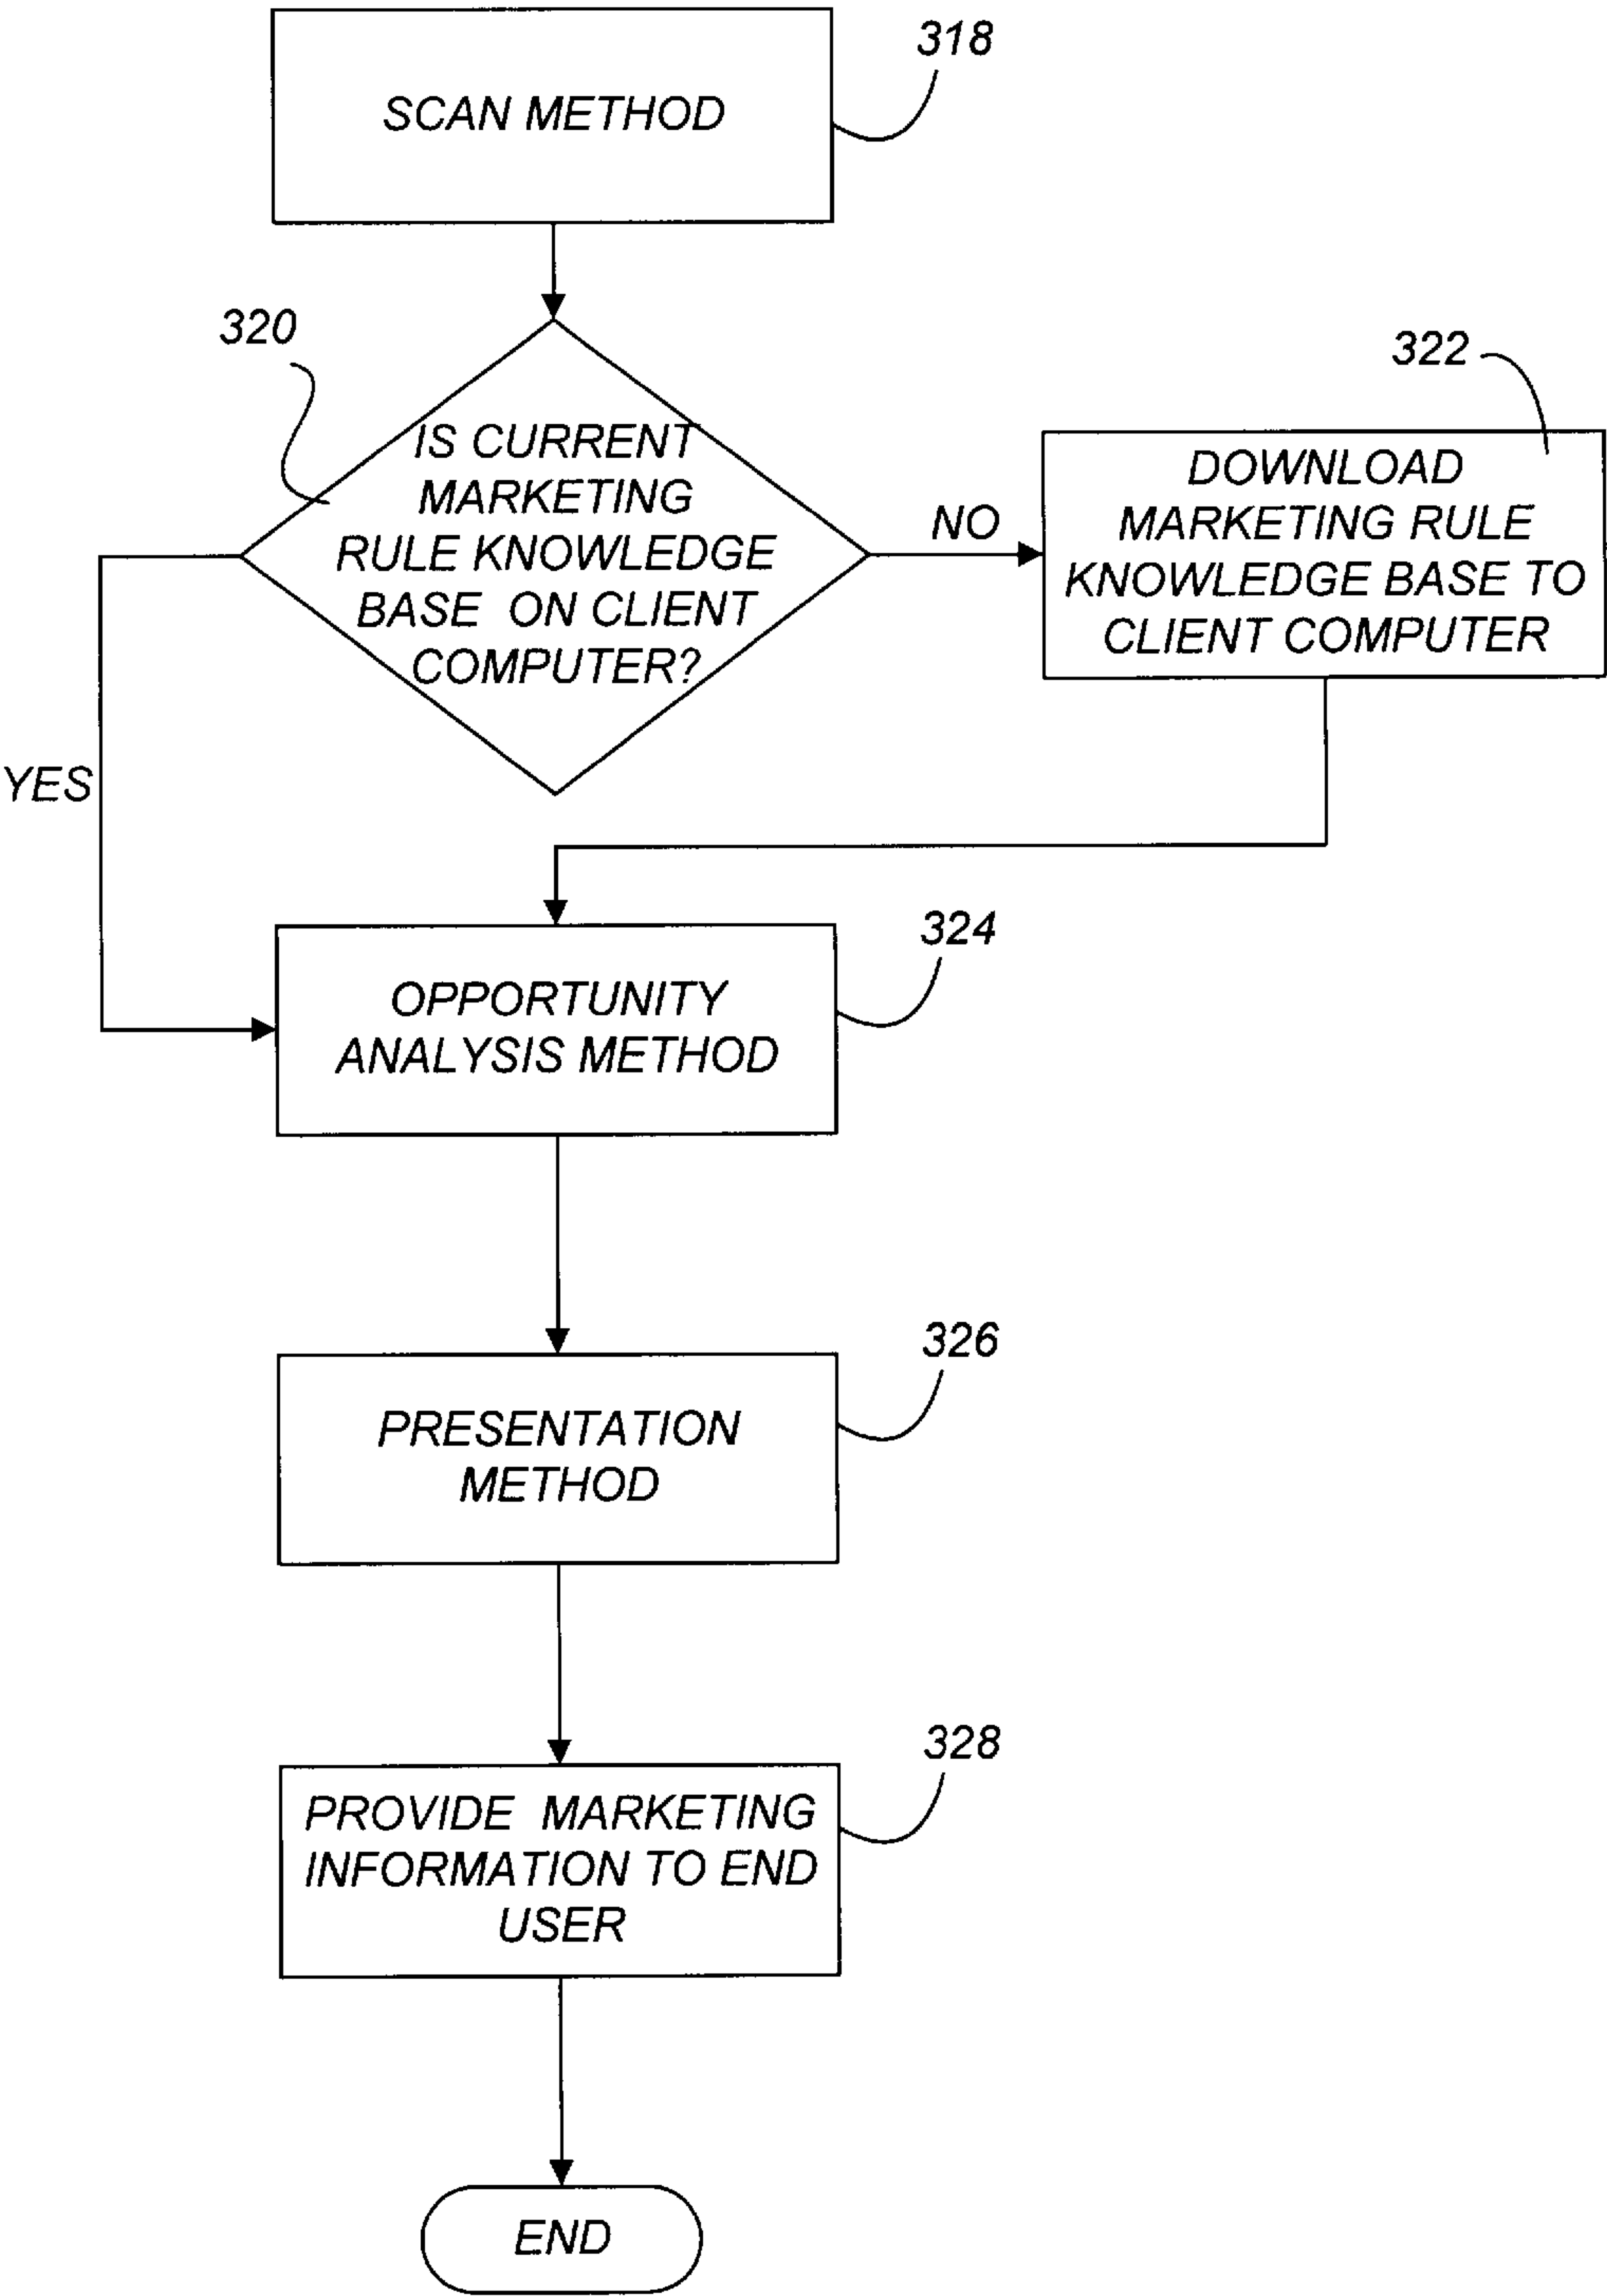 318
SCAN METHOD
320
IS CURRENT
MARKETING
RULE KNOWLEDGE
BASE ON CLIENT
COMPUTER?
NO
322
DOWNLOAD
MARKETING RULE
KNOWLEDGE BASE TO
CLIENT COMPUTER
YES
324
OPPORTUNITY
ANALYSIS METHOD
326
PRESENTATION
METHOD
328
PROVIDE MARKETING
INFORMATION TO END
USER
END